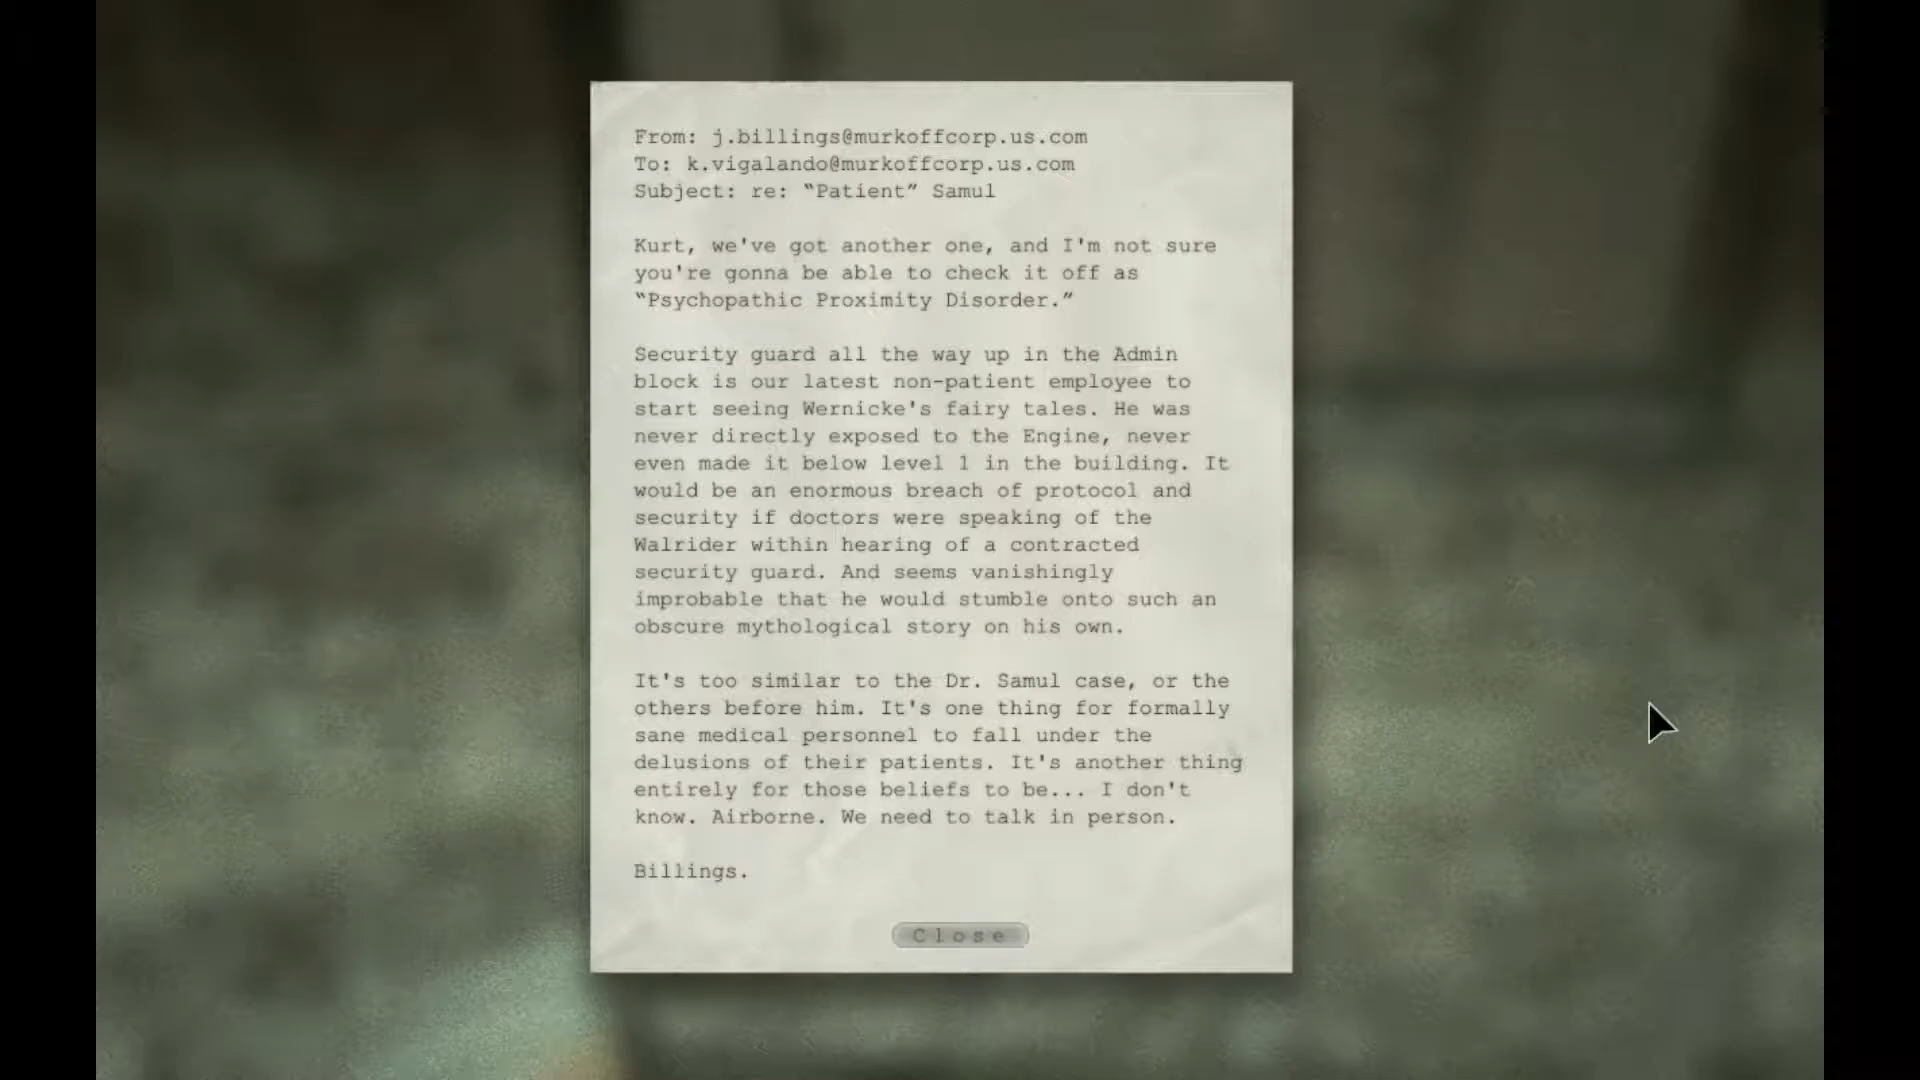 From: j.billings@murkoffcorp.us.com
To: k.vigalando@murkoffcorp.us.com
Subject: re: “Patient” Samul
Kurt, we've got another one, and I'm not sure
you're gonna be able to check it off as
“Psychopathic Proximity Disorder.”
Security guard all the way up in the Admin
block is our latest non-patient employee to
start seeing Wernicke's fairy tales. He was
never directly exposed to the Engine, never
even made it below level 1 in the building. It
would be an enormous breach of protocol and
security if doctors were speaking of the
Walrider within hearing of a contracted
security guard. And seems vanishingly
improbable that he would stumble onto such an
obscure mythological story on his own.
It's too similar to the Dr. Samul case, or the
others before him. It's one thing for formally
sane medical personnel to fall under the
delusions of their patients. It's another thing
entirely for those beliefs to be... I don't
know. Airborne. We need to talk in person.
Billings.
Close